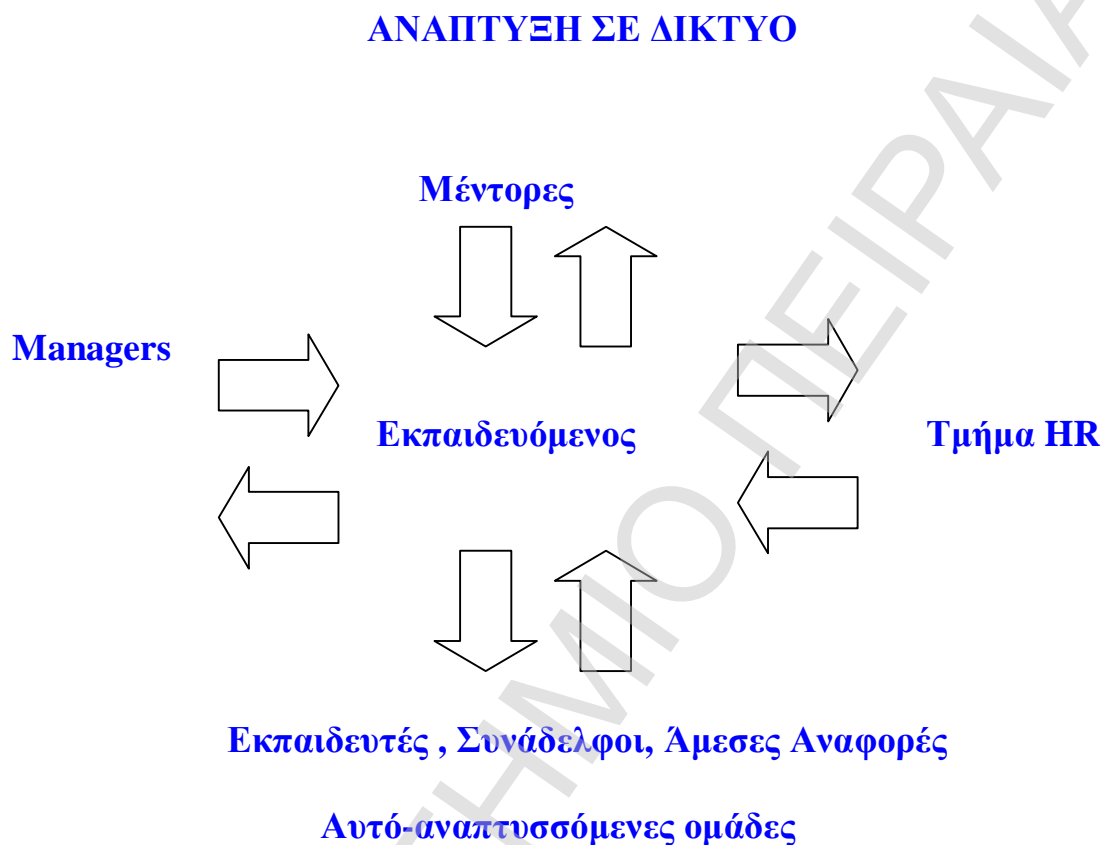 ΑΝΑΠΤΥΞΗ ΣΕ ΔΙΚΤΥΟ
Μέντορες
Managers
Εκπαιδευόμενος
Τμήμα HR
Εκπαιδευτές , Συνάδελφοι, Άμεσες Αναφορές
Αυτό-αναπτυσσόμενες ομάδες